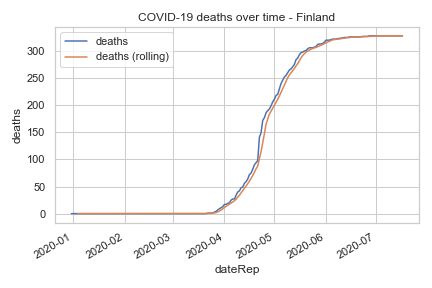 COVID-19 deaths over time - Finland
deaths
deaths (rolling)
300
250
200
150
100
50
0
deaths
2020-01
2020-02
2020-03
2020-04
2020-05
2020-06
2020-07
dateRep